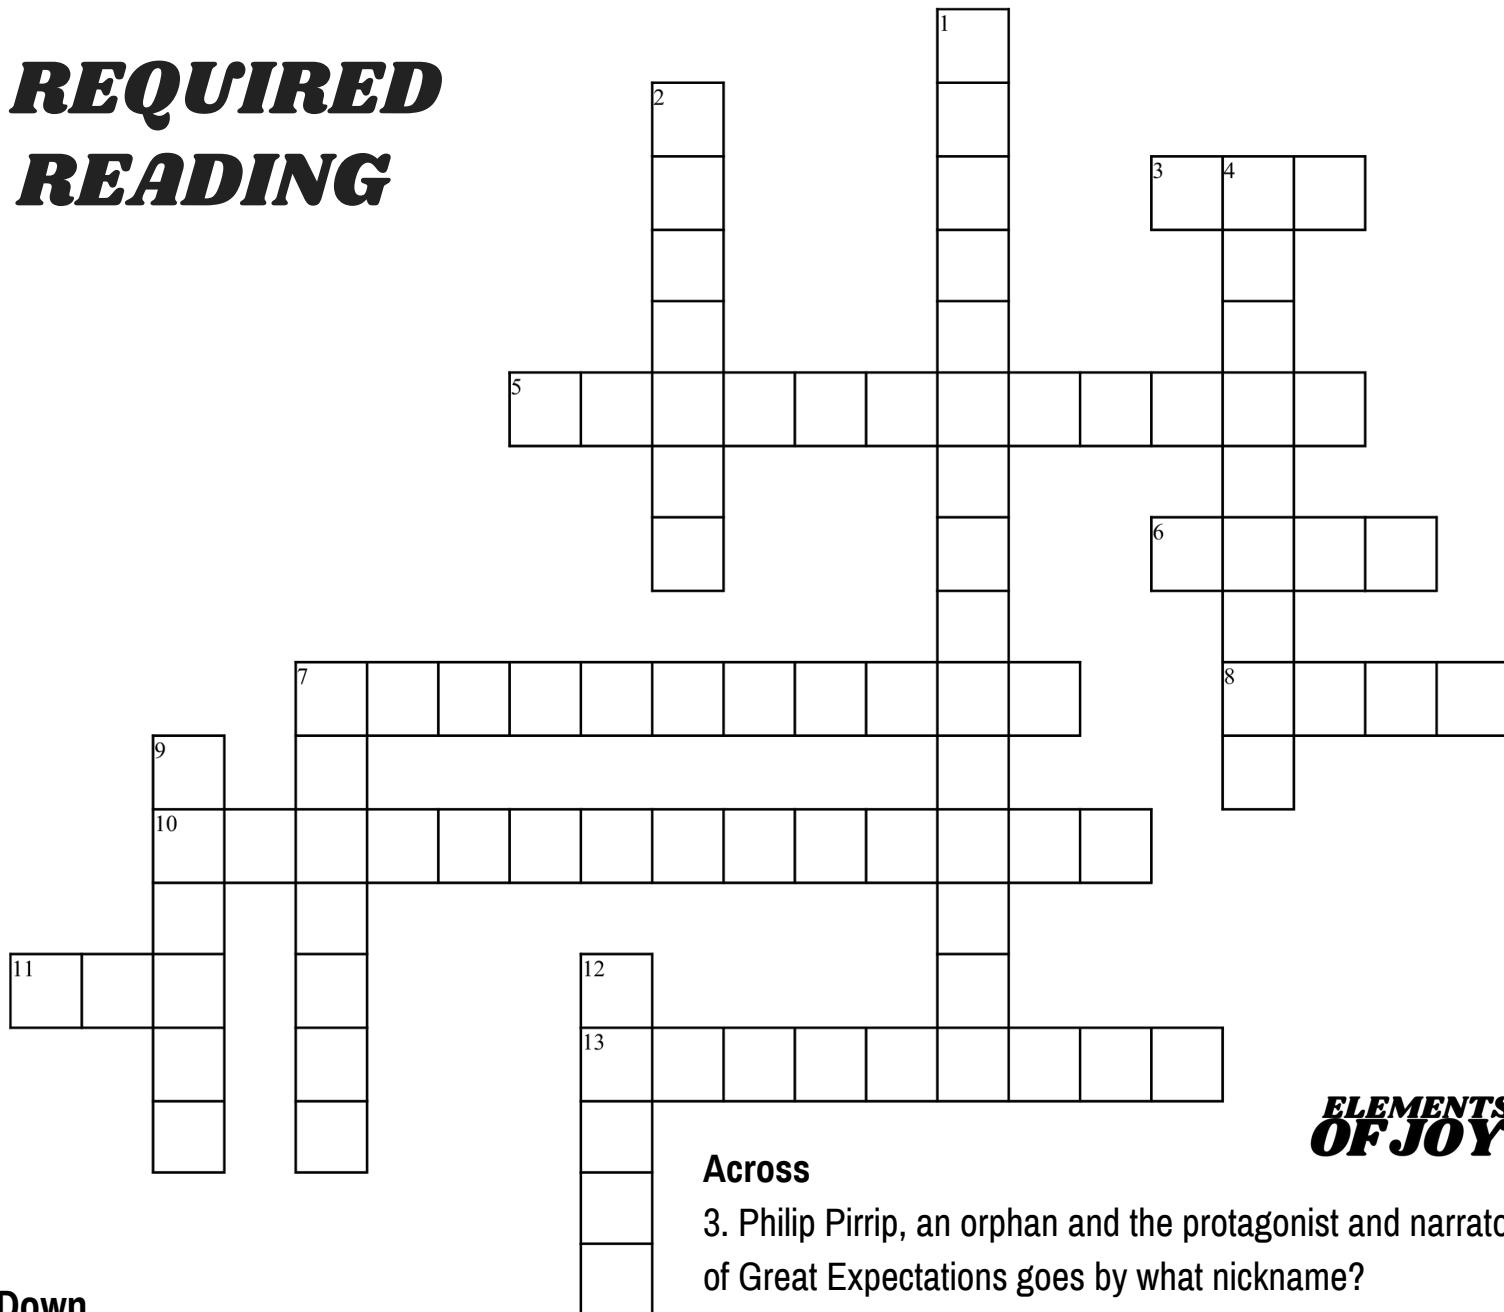 REQUIRED
READING
1
2
3 4
5
6
7
8
9
10
11
12
13
ELEMENTS
OF JOY
Across
3. Philip Pirrip, an orphan and the protagonist and narrato
of Great Expectations goes by what nickname?
Down